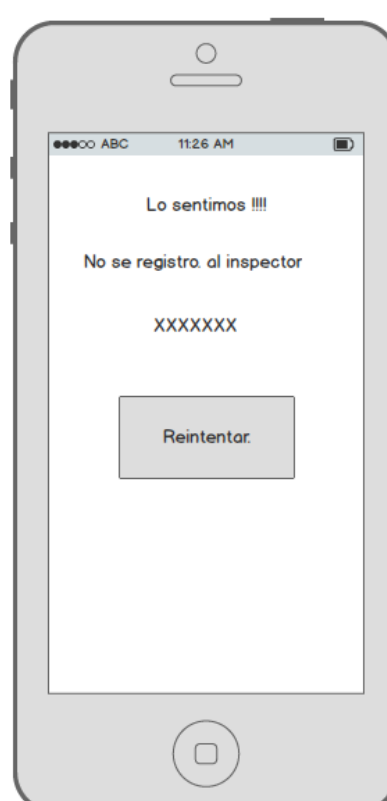 ABC 11:26 AM
Lo sentimos !!!!
No se registro. al inspector
XXXXXXX
Reintentar.